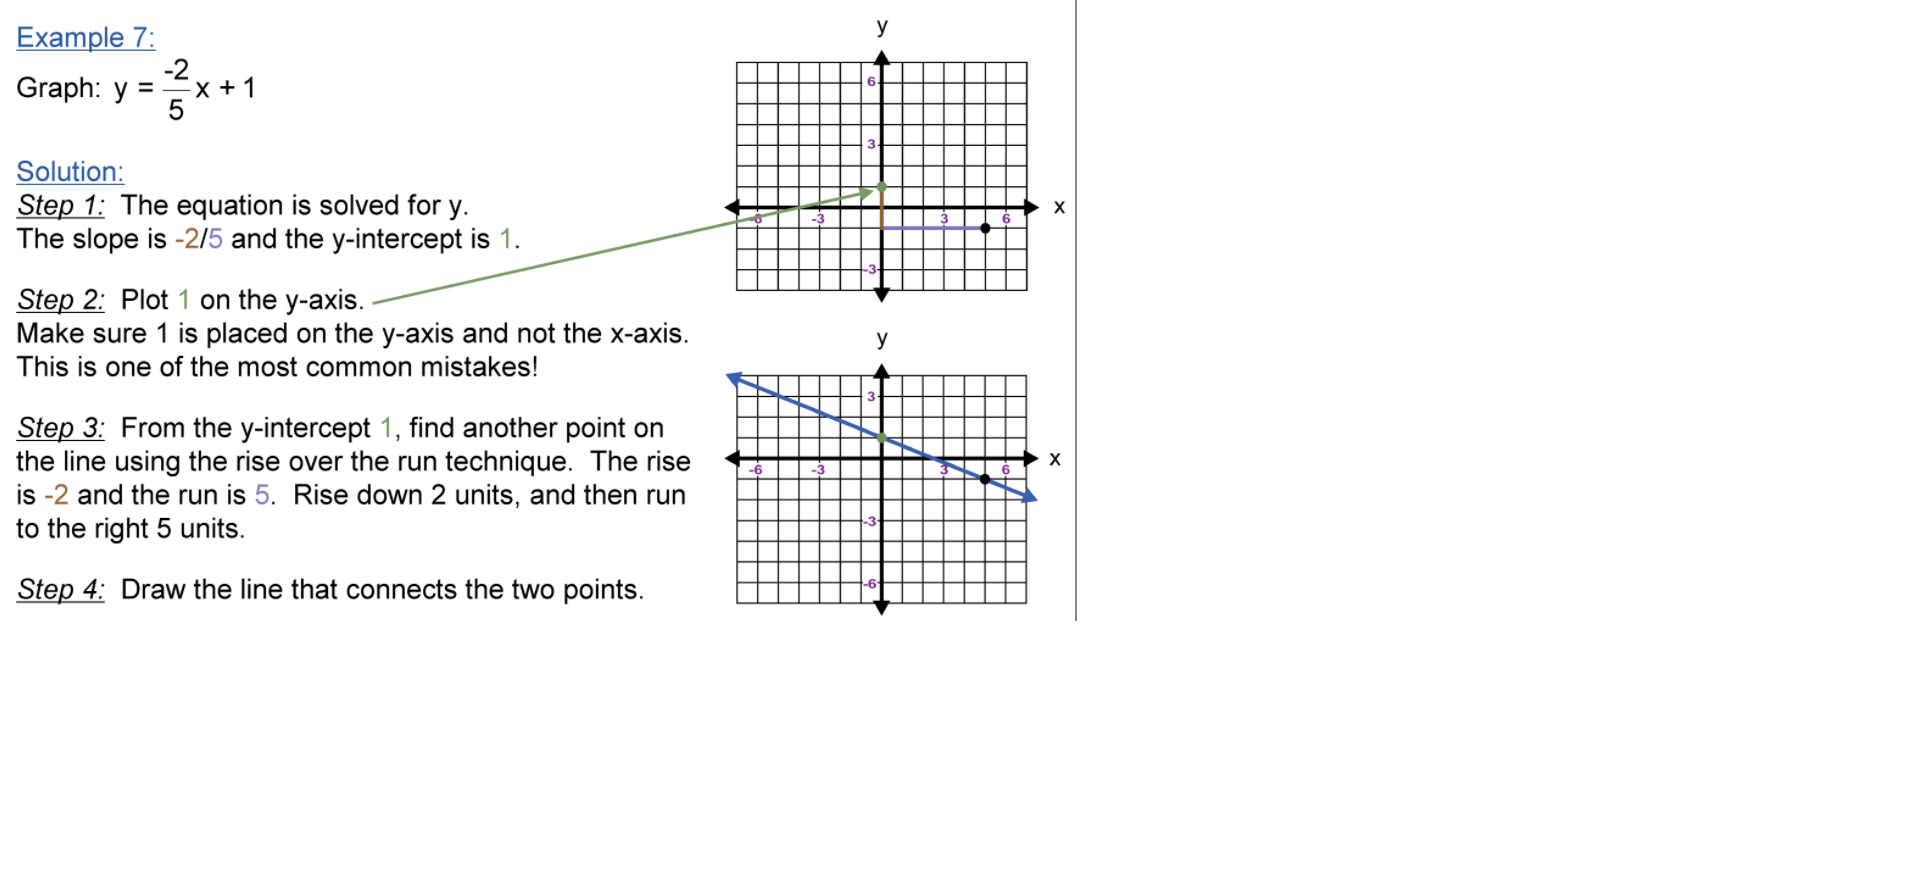 Example 7:
Graph: y = -2/5 x + 1
Solution:
Step 1: The equation is solved for y.
The slope is -2/5 and the y-intercept is 1.
Step 2: Plot 1 on the y-axis.
Make sure 1 is placed on the y-axis and not the x-axis.
This is one of the most common mistakes!
Step 3: From the y-intercept 1, find another point on
the line using the rise over the run technique. The rise
is -2 and the run is 5. Rise down 2 units, and then run
to the right 5 units.
Step 4: Draw the line that connects the two points.
y
6
3
x
-6 -3 3 6
-3
y
3
x
-6 -3 3 6
-3
-6